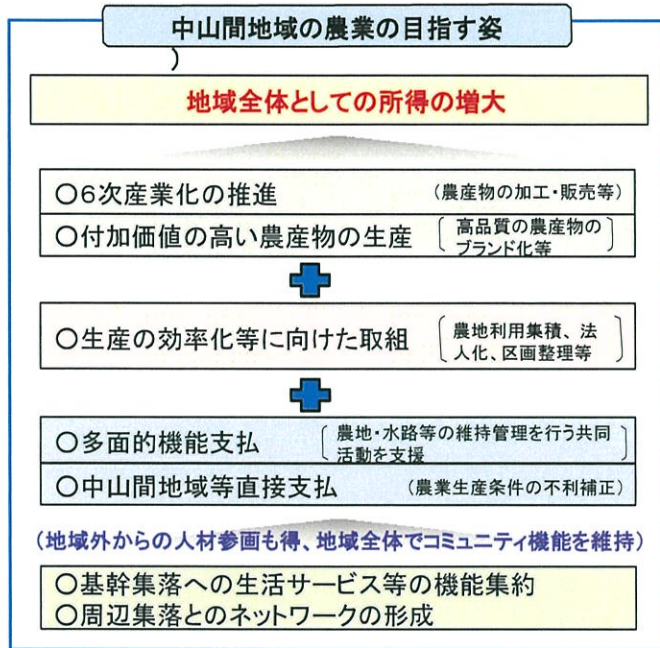 中山間地域の農業の目指す姿
地域全体としての所得の増大
○6次産業化の推進 （農産物の加工・販売等）
○付加価値の高い農産物の生産 〔高品質の農産物の
ブランド化等〕
○生産の効率化等に向けた取組 〔農地利用集積、法
人化、区画整理等〕
○多面的機能支払 〔農地・水路等の維持管理を行う共同
活動を支援〕
○中山間地域等直接支払 （農業生産条件の不利補正）
（地域外からの人材参画も得、地域全体でコミュニティ機能を維持）
○基幹集落への生活サービス等の機能集約
○周辺集落とのネットワークの形成